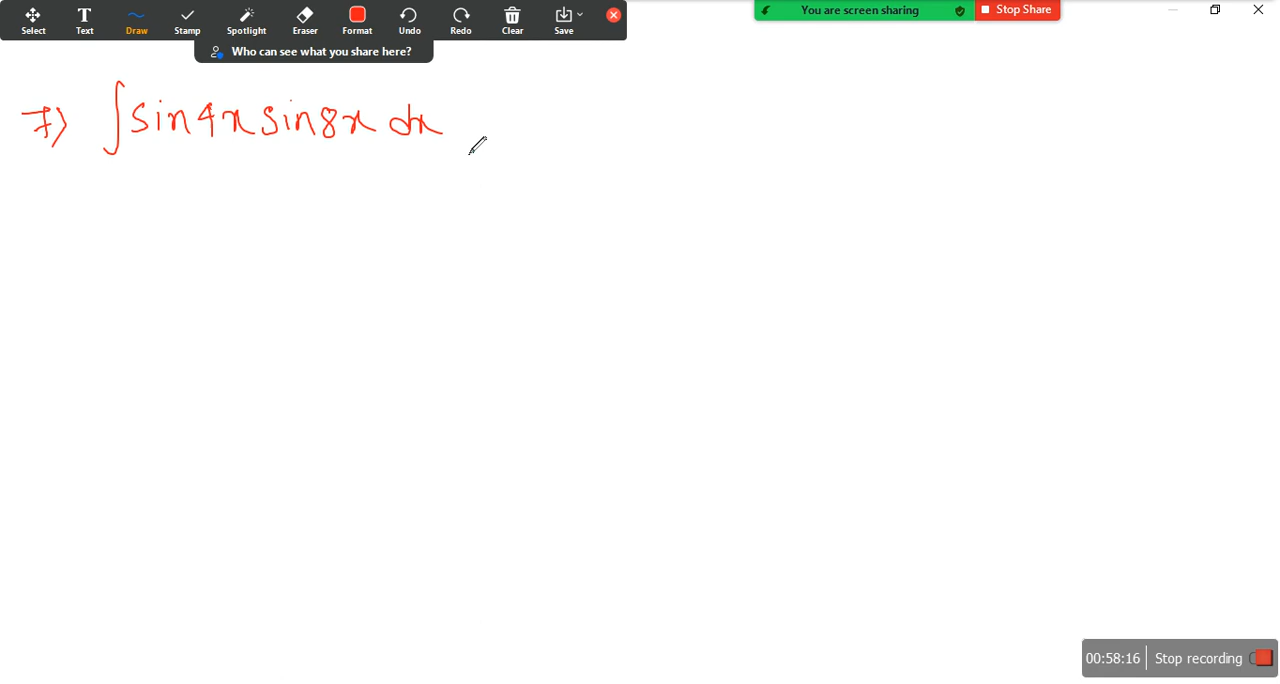 Select Text Draw Stamp Spotlight Eraser Format Undo Redo Clear Save
You are screen sharing Stop Share
Who can see what you share here?
7) ∫sin4x sin8x dx
00:58:16 Stop recording